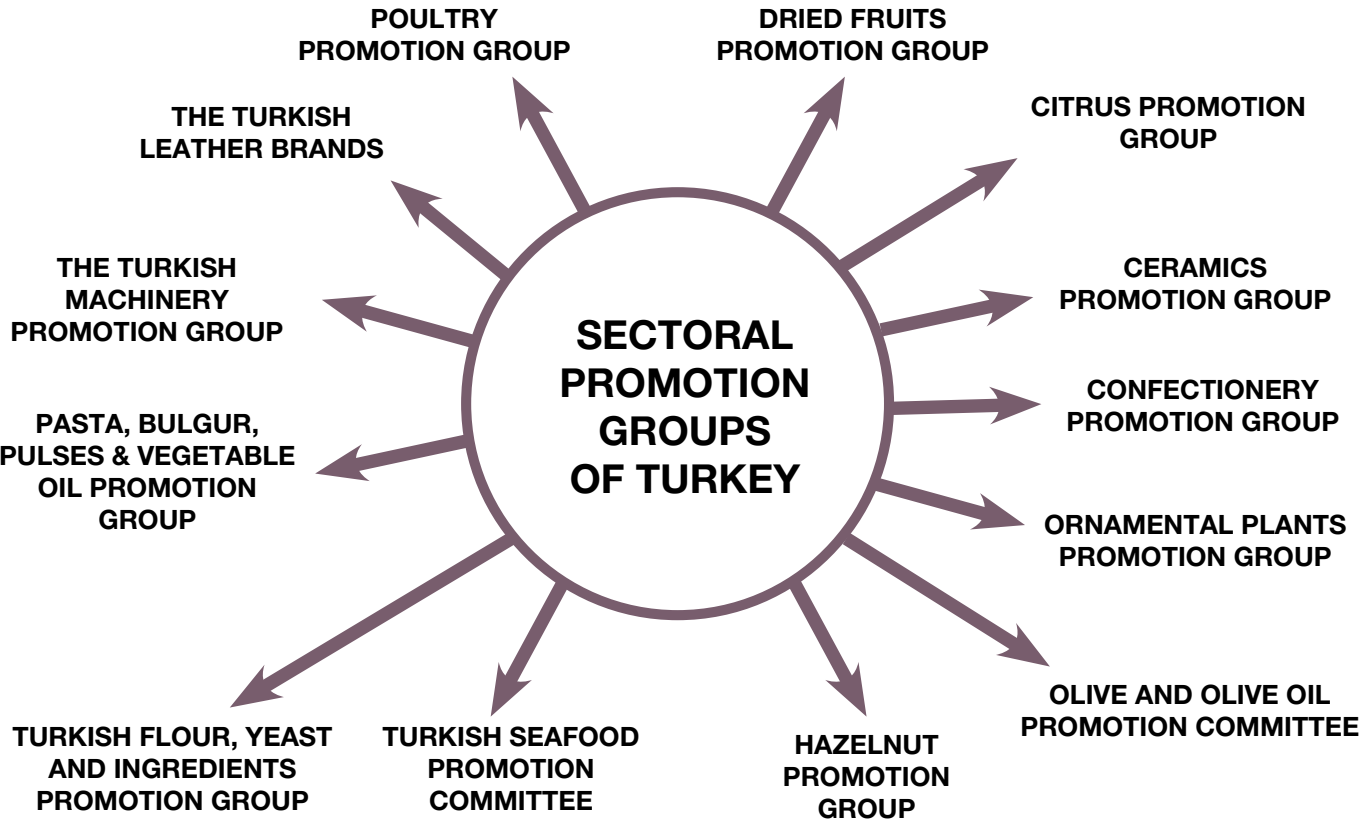 POULTRY
PROMOTION GROUP
DRIED FRUITS
PROMOTION GROUP
CITRUS PROMOTION
GROUP
THE TURKISH
LEATHER BRANDS
THE TURKISH
MACHINERY
PROMOTION GROUP
CERAMICS
PROMOTION GROUP
SECTORAL
PROMOTION
GROUPS
OF TURKEY
CONFECTIONERY
PROMOTION GROUP
PASTA, BULGUR,
PULSES & VEGETABLE
OIL PROMOTION
GROUP
ORNAMENTAL PLANTS
PROMOTION GROUP
OLIVE AND OLIVE OIL
PROMOTION COMMITTEE
TURKISH FLOUR, YEAST
AND INGREDIENTS
PROMOTION GROUP
TURKISH SEAFOOD
PROMOTION
COMMITTEE
HAZELNUT
PROMOTION
GROUP